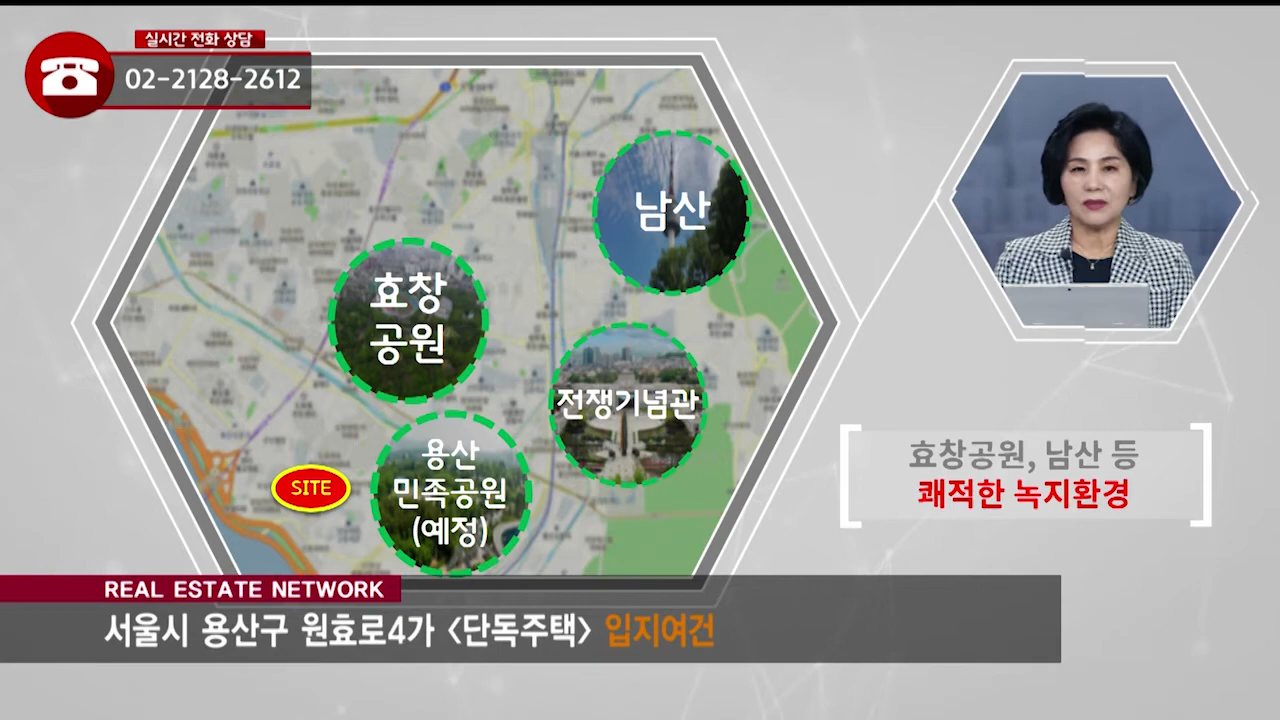 실시간 전화 상담
02-2128-2612
남산
효창
공원
전쟁기념관
용산
민족공원
(예정)
SITE
효창공원, 남산 등
쾌적한 녹지환경
REAL ESTATE NETWORK
서울시 용산구 원효로4가 <단독주택> 입지여건